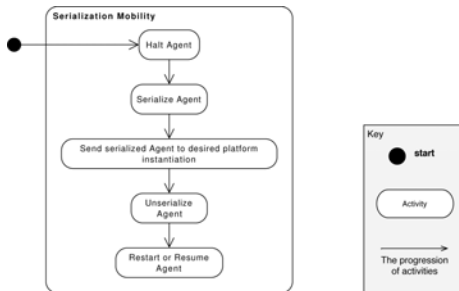 Serialization Mobility
Halt Agent
Serialize Agent
Send serialized Agent to desired platform
instantiation
Unserialize
Agent
Restart or Resume
Agent
Key
start
Activity
The progression
of activities